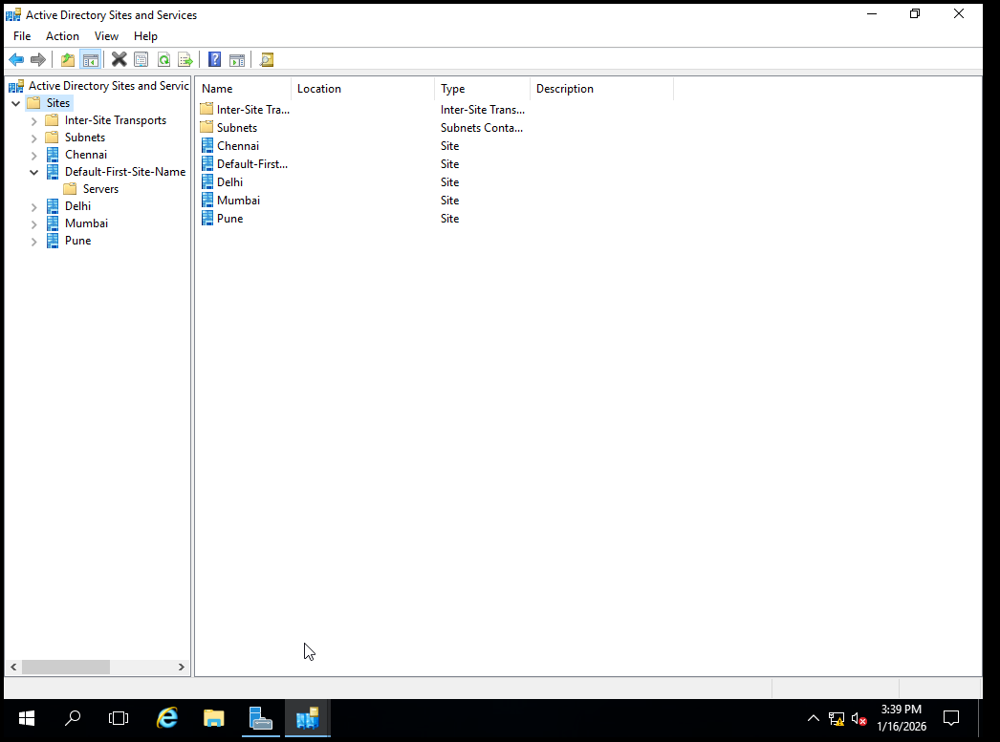 Active Directory Sites and Services
File Action View Help
Active Directory Sites and Servic
Sites
Inter-Site Transports
Subnets
Chennai
Default-First-Site-Name
Servers
Delhi
Mumbai
Pune
Name Location Type Description
Inter-Site Tra... Inter-Site Trans...
Subnets Subnets Conta...
Chennai Site
Default-First... Site
Delhi Site
Mumbai Site
Pune Site
3:39 PM
1/16/2026